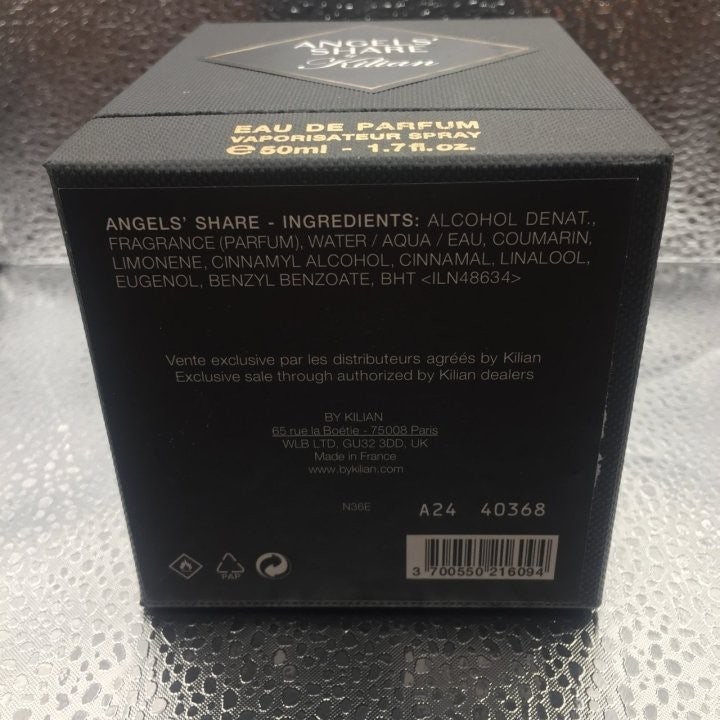 ANGELS'
SHARE
Kilian
EAU DE PARFUM
VAPORISATEUR SPRAY
℮50ml - 1.7fl.oz.
ANGELS' SHARE - INGREDIENTS: ALCOHOL DENAT.,
FRAGRANCE (PARFUM), WATER / AQUA / EAU, COUMARIN,
LIMONENE, CINNAMYL ALCOHOL, CINNAMAL, LINALOOL,
EUGENOL, BENZYL BENZOATE, BHT <ILN48634>
Vente exclusive par les distributeurs agréés by Kilian
Exclusive sale through authorized by Kilian dealers
BY KILIAN
65 rue la Boétie - 75008 Paris
WLB LTD, GU32 3DD, UK
Made in France
www.bykilian.com
N36E
A24 40368
PAP
3 700550 216094